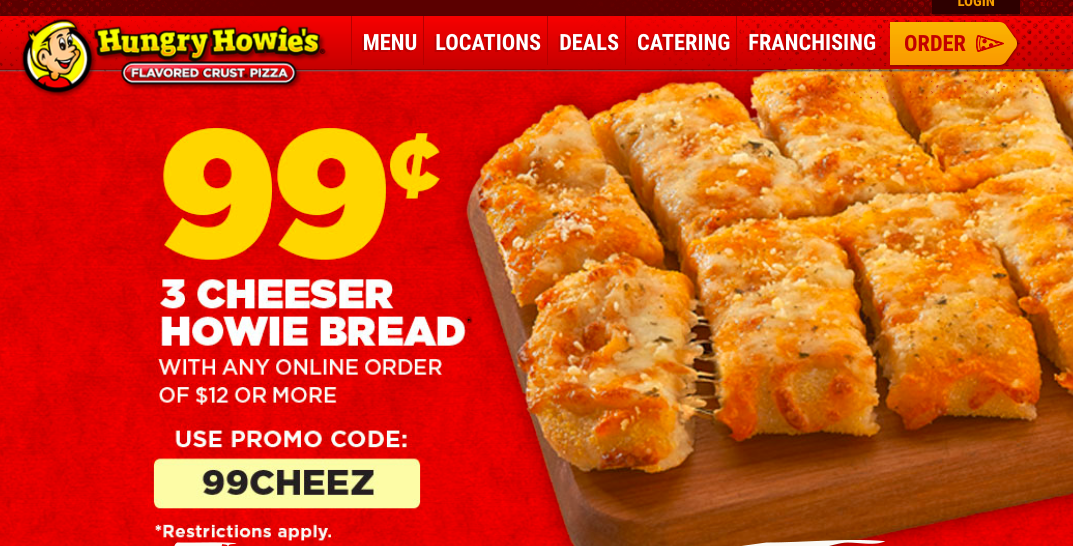 LOGIN
Hungry Howie's
FLAVORED CRUST PIZZA
MENU LOCATIONS DEALS CATERING FRANCHISING ORDER
99¢
3 CHEESER
HOWIE BREAD*
WITH ANY ONLINE ORDER
OF $12 OR MORE
USE PROMO CODE:
99CHEEZ
*Restrictions apply.